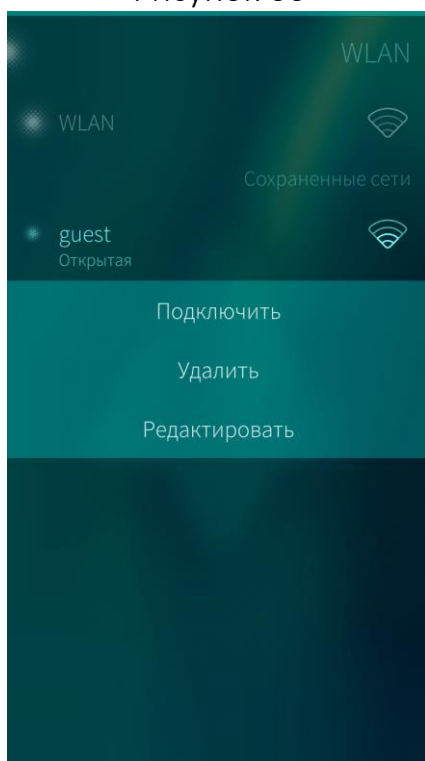 WLAN
WLAN
Сохраненные сети
guest
Открытая
Подключить
Удалить
Редактировать